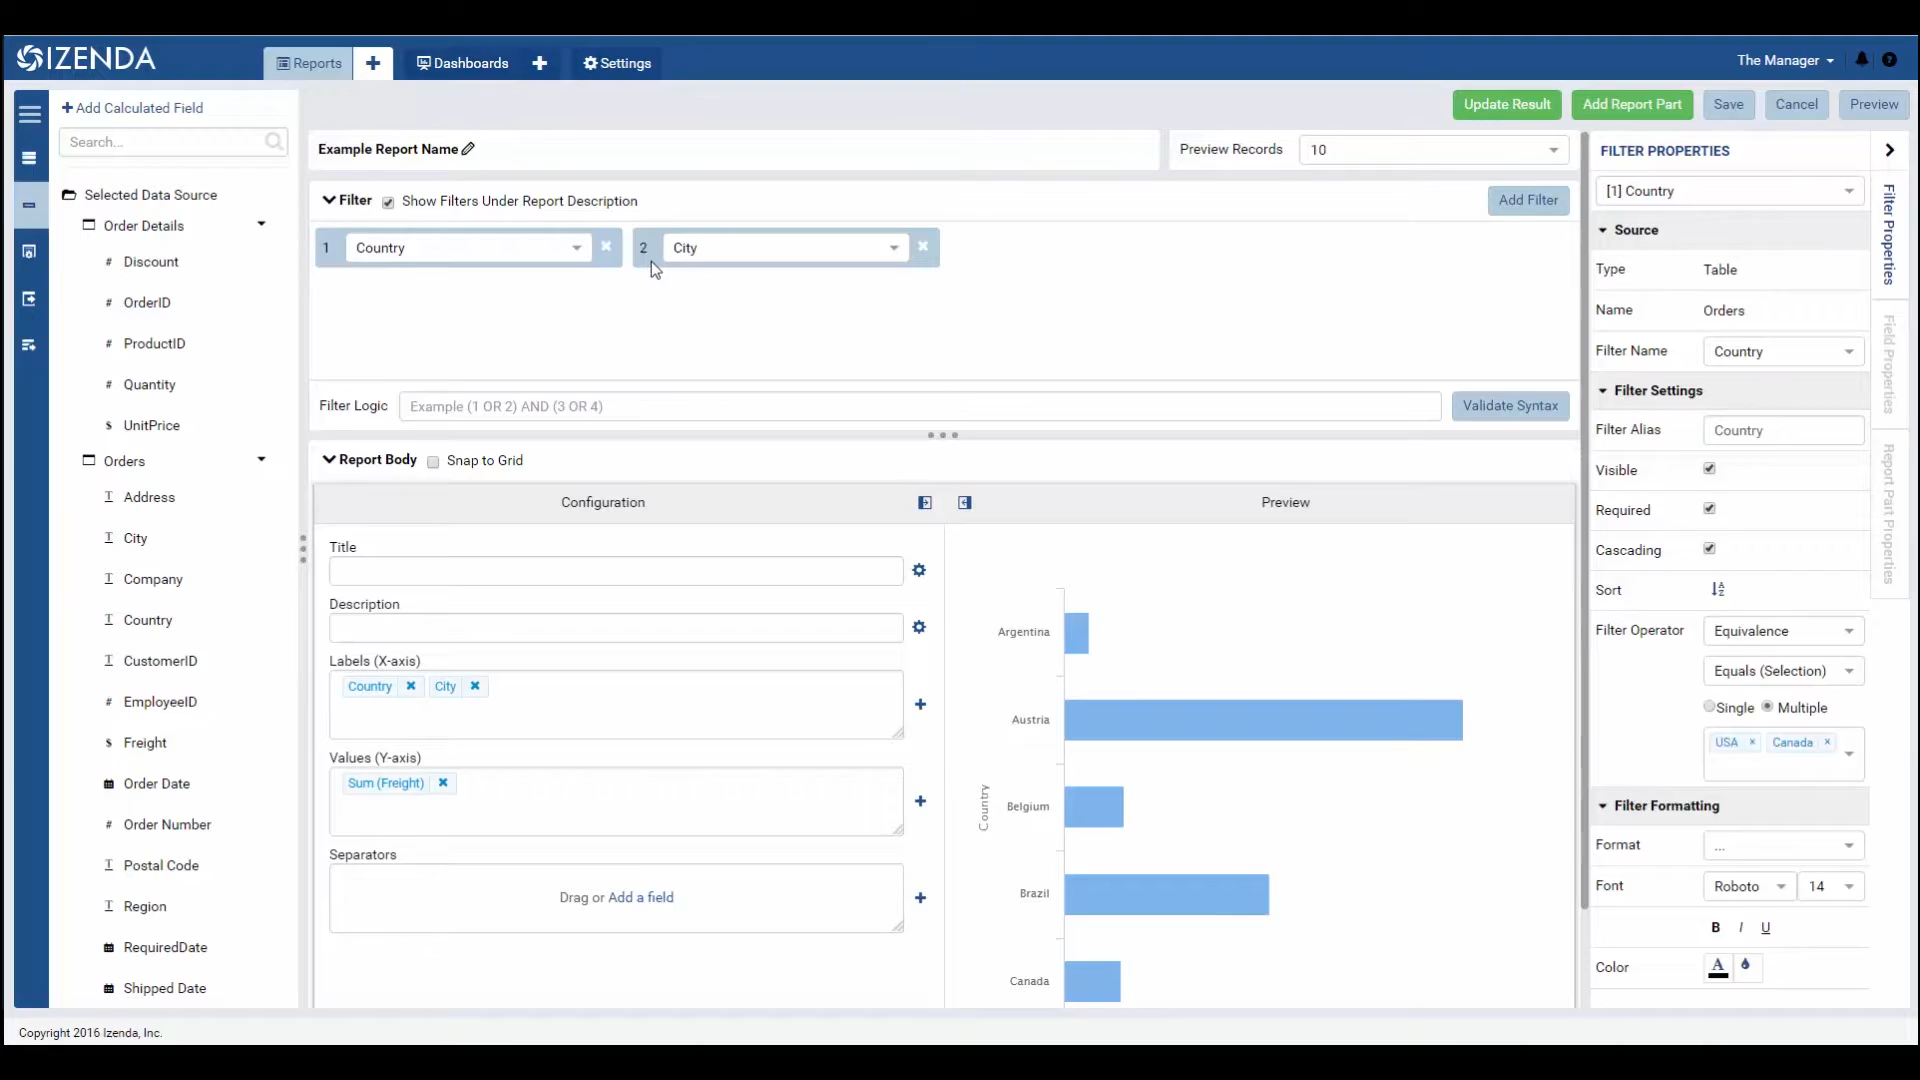 IZENDA
Reports
Dashboards
Settings
The Manager
Add Calculated Field
Search...
Selected Data Source
Order Details
# Discount
# OrderID
# ProductID
# Quantity
$ UnitPrice
Orders
T Address
T City
T Company
T Country
T CustomerID
# EmployeeID
$ Freight
Order Date
# Order Number
T Postal Code
T Region
RequiredDate
Shipped Date
Update Result Add Report Part Save Cancel Preview
Example Report Name
Preview Records 10
Filter Show Filters Under Report Description Add Filter
1 Country 2 City
Filter Logic Example (1 OR 2) AND (3 OR 4) Validate Syntax
Report Body Snap to Grid
Configuration
Preview
Title
Description
Labels (X-axis)
Country City
Values (Y-axis)
Sum (Freight)
Separators
Drag or Add a field
Country
Argentina
Austria
Belgium
Brazil
Canada
FILTER PROPERTIES
[1] Country
Source
Type Table
Name Orders
Filter Name Country
Filter Settings
Filter Alias Country
Visible
Required
Cascading
Sort
Filter Operator Equivalence
Equals (Selection)
Single Multiple
USA × Canada ×
Filter Formatting
Format ...
Font Roboto 14
B I U
Color A
Filter Properties
Field Properties
Report Part Properties
Copyright 2016 Izenda, Inc.